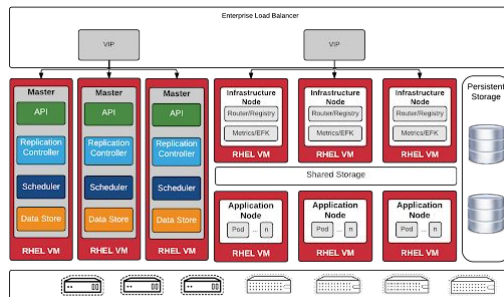 Enterprise Load Balancer
VIP
VIP
Master
API
Replication
Controller
Scheduler
Data Store
RHEL VM
Master
API
Replication
Controller
Scheduler
Data Store
RHEL VM
Master
API
Replication
Controller
Scheduler
Data Store
RHEL VM
Infrastructure
Node
Router/Registry
Metrics/EFK
RHEL VM
Infrastructure
Node
Router/Registry
Metrics/EFK
RHEL VM
Infrastructure
Node
Router/Registry
Metrics/EFK
RHEL VM
Persistent
Storage
Shared Storage
Application
Node
Pod ... n
RHEL VM
Application
Node
Pod ... n
RHEL VM
Application
Node
Pod ... n
RHEL VM